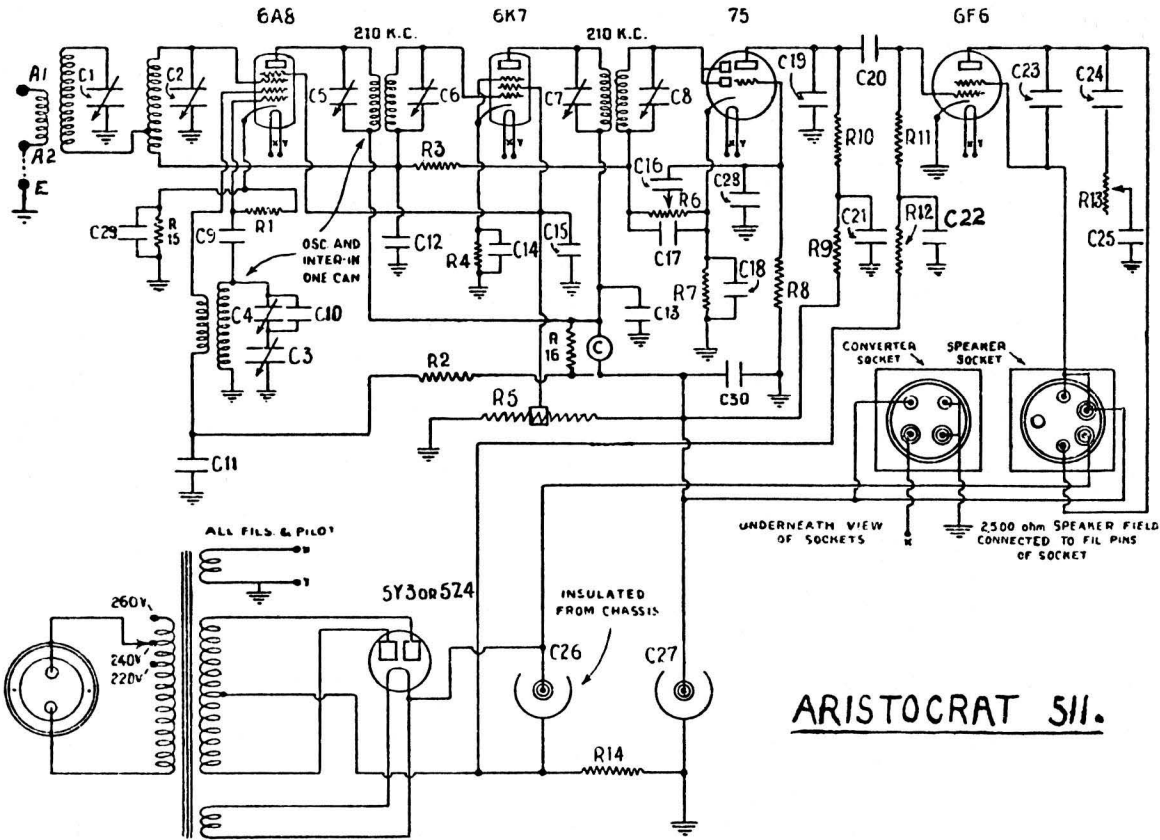 6A8
6K7
75
GF6
210 K.C.
210 K.C.
A1
A2
E
C1
C2
C5
C6
C7
C8
C19
C20
C23
C24
X Y
X Y
X Y
X Y
R3
R10
R11
C16
R6
C28
R13
C29
R
15
C9
R1
OSC. AND
INTER-IN
ONE CAN
C12
R4
C14
C15
C17
R7
C18
R8
R9
C21
R12
C22
C25
C4
C10
C3
C13
R
16
C
R2
R5
C30
CONVERTER
SOCKET
SPEAKER
SOCKET
C11
UNDERNEATH VIEW
OF SOCKETS
X
2,500 ohm SPEAKER FIELD
CONNECTED TO FIL PINS
OF SOCKET
ALL FILS. & PILOT
X
Y
5Y3 OR 5Z4
INSULATED
FROM CHASSIS
260V
240V
220V
C26
C27
R14
ARISTOCRAT 511.